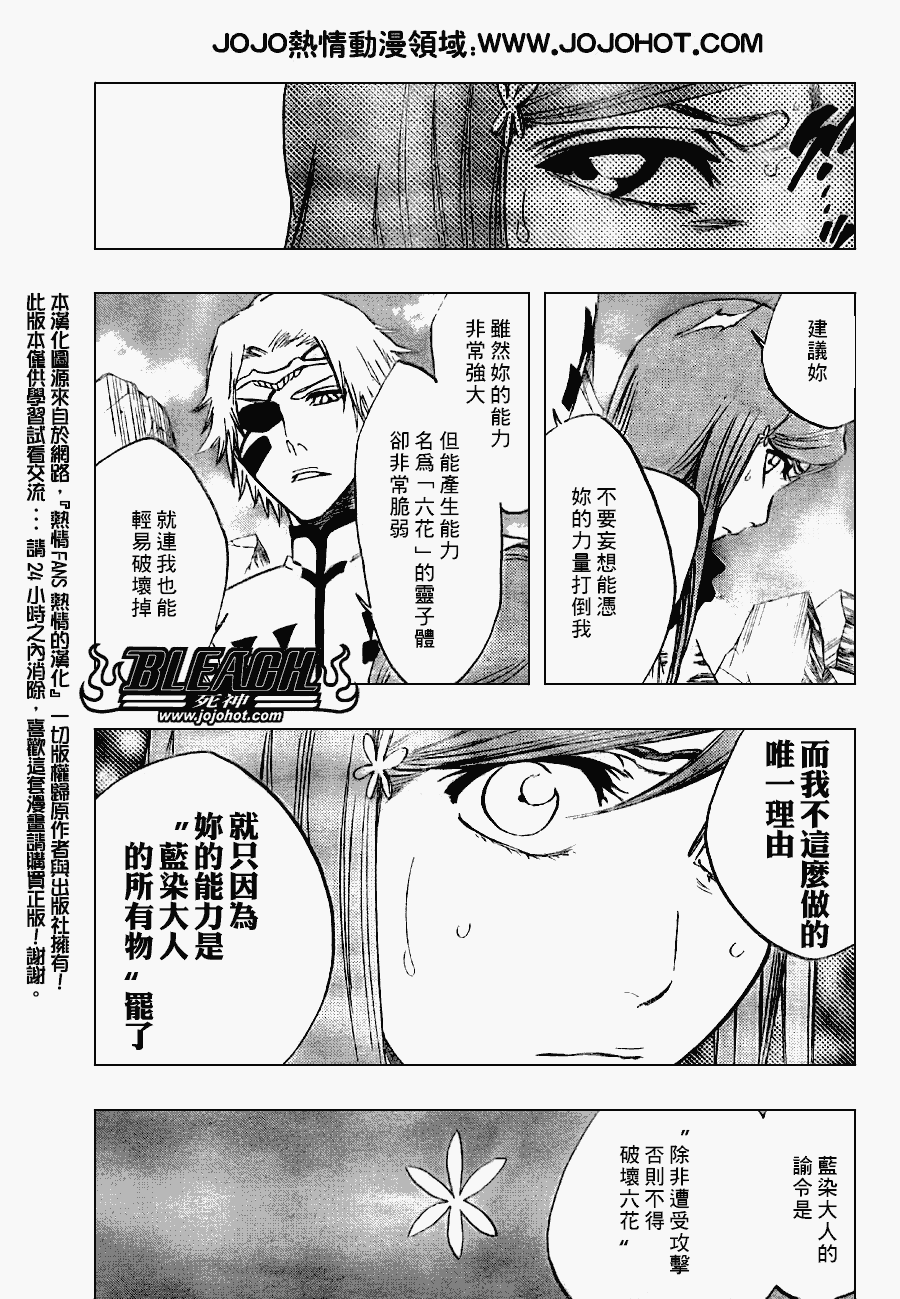 JOJO熱情動漫領域:WWW.JOJOHOT.COM
建議妳
不要妄想能憑
妳的力量打倒我
雖然妳的能力
非常強大
但能產生能力
名爲「六花」的靈子體
卻非常脆弱
就連我也能
輕易破壞掉
BLEACH
死神
www.jojohot.com
而我不這麼做的
唯一理由
就只因為
妳的能力是
"藍染大人
的所有物"罷了
藍染大人的
諭令是
"除非遭受攻擊
否則不得
破壞六花"
本漢化圖源來自於網路，『熱情FANS熱情的漢化』一切版權歸原作者與出版社擁有！
此版本僅供學習試看交流...請24小時之內消除，喜歡這套漫畫請購買正版！謝謝。